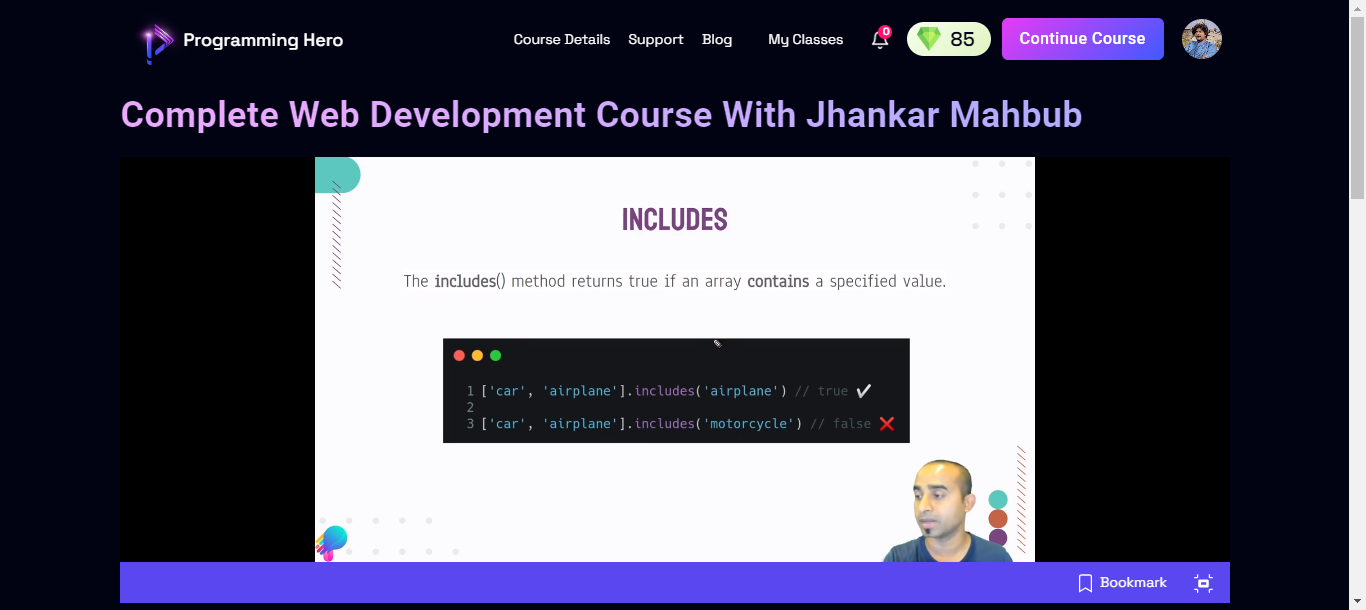 Programming Hero
Course Details Support Blog My Classes 0 85 Continue Course
Complete Web Development Course With Jhankar Mahbub
INCLUDES
The includes() method returns true if an array contains a specified value.
1 ['car', 'airplane'].includes('airplane') // true ✔
2
3 ['car', 'airplane'].includes('motorcycle') // false ❌
Bookmark